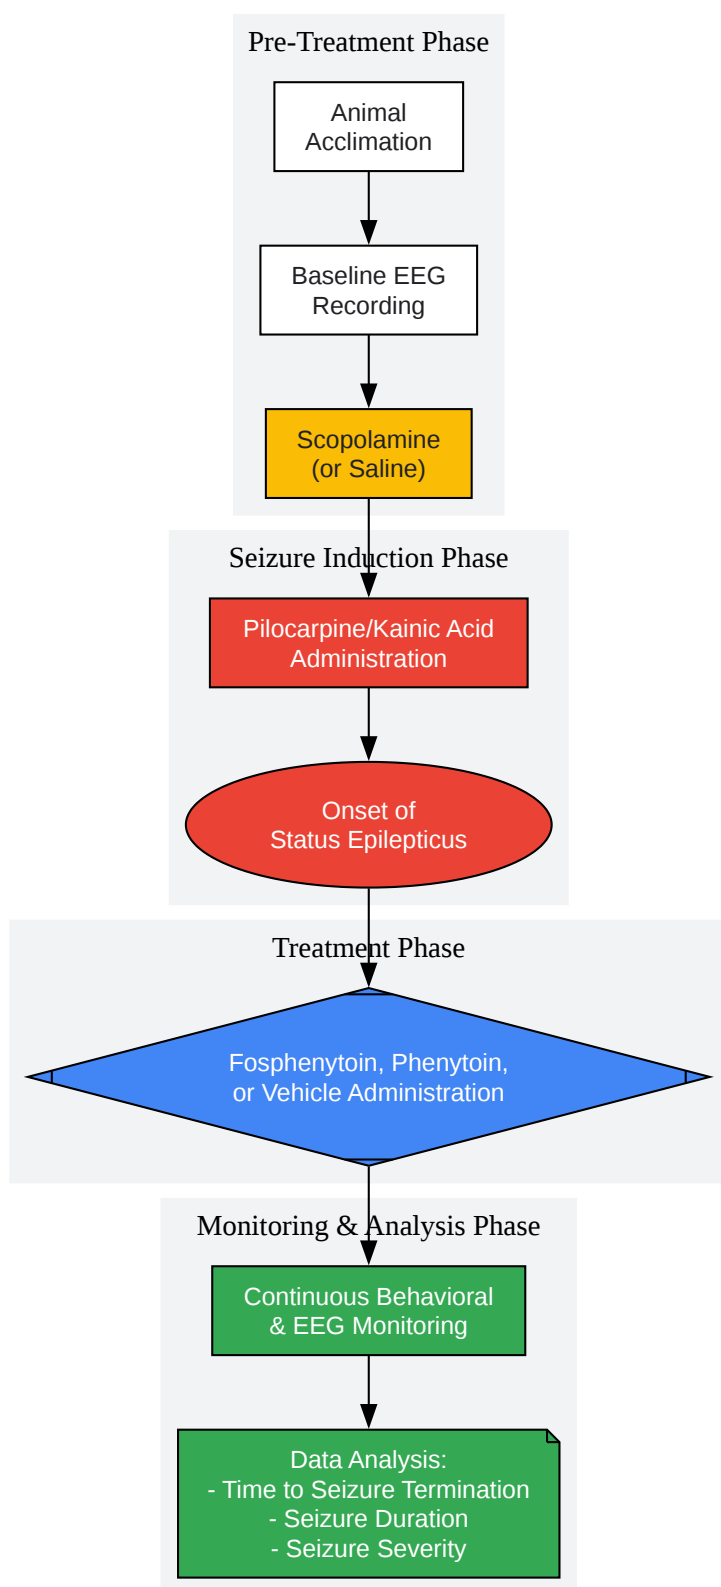 Pre-Treatment Phase
Animal
Acclimation
Baseline EEG
Recording
Scopolamine
(or Saline)
Seizure Induction Phase
Pilocarpine/Kainic Acid
Administration
Onset of
Status Epilepticus
Treatment Phase
Fosphenytoin, Phenytoin,
or Vehicle Administration
Monitoring & Analysis Phase
Continuous Behavioral
& EEG Monitoring
Data Analysis:
- Time to Seizure Termination
- Seizure Duration
- Seizure Severity